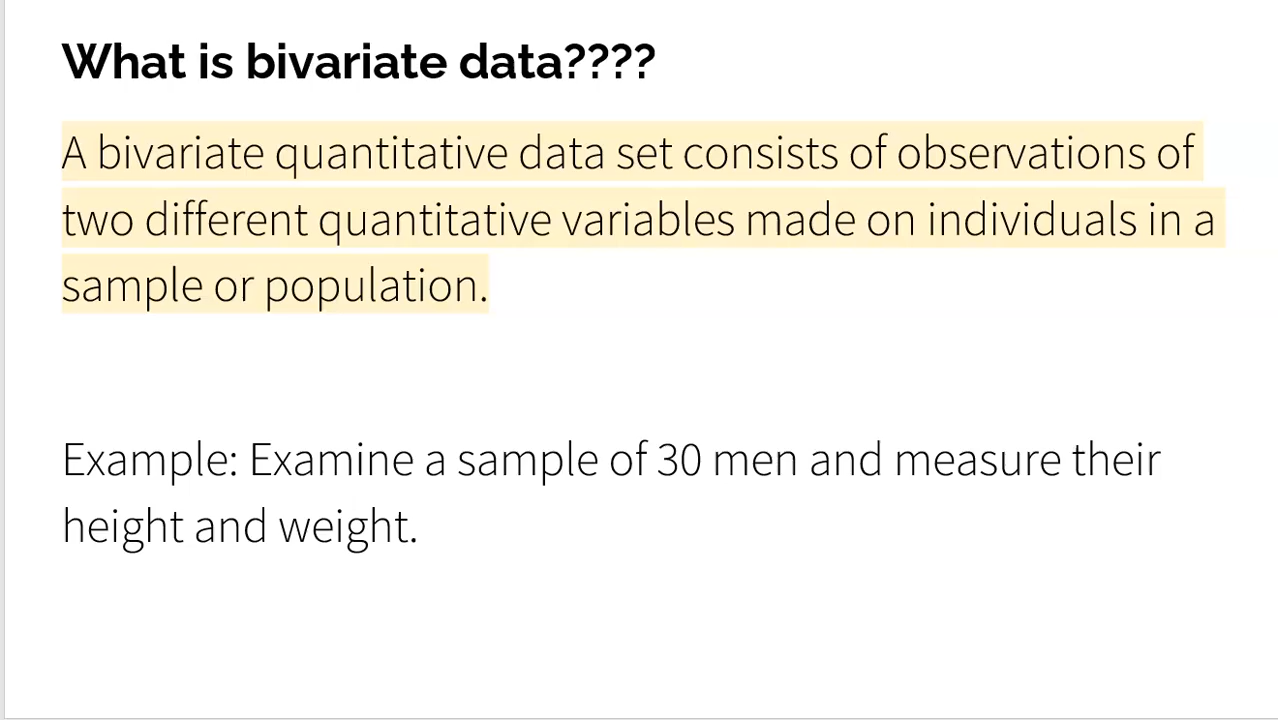 What is bivariate data????
A bivariate quantitative data set consists of observations of
two different quantitative variables made on individuals in a
sample or population.
Example: Examine a sample of 30 men and measure their
height and weight.